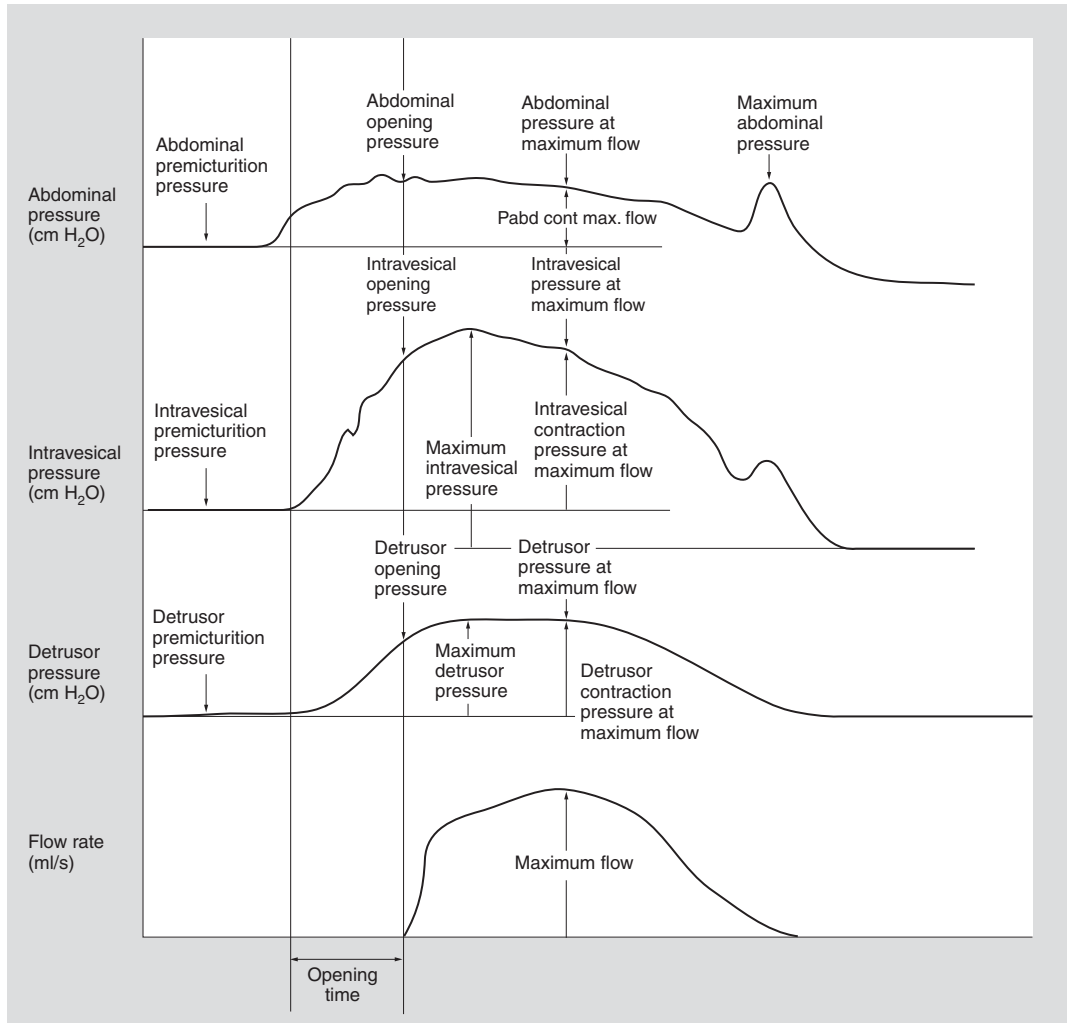 Abdominal
opening
pressure
Abdominal
pressure at
maximum flow
Maximum
abdominal
pressure
Abdominal
premicturition
pressure
Abdominal
pressure
(cm H₂O)
Pabd cont max. flow
Intravesical
opening
pressure
Intravesical
pressure at
maximum flow
Intravesical
premicturition
pressure
Intravesical
contraction
pressure at
maximum flow
Maximum
intravesical
pressure
Intravesical
pressure
(cm H₂O)
Detrusor
opening
pressure
Detrusor
pressure at
maximum flow
Detrusor
premicturition
pressure
Detrusor
pressure
(cm H₂O)
Maximum
detrusor
pressure
Detrusor
contraction
pressure at
maximum flow
Flow rate
(ml/s)
Maximum flow
Opening
time